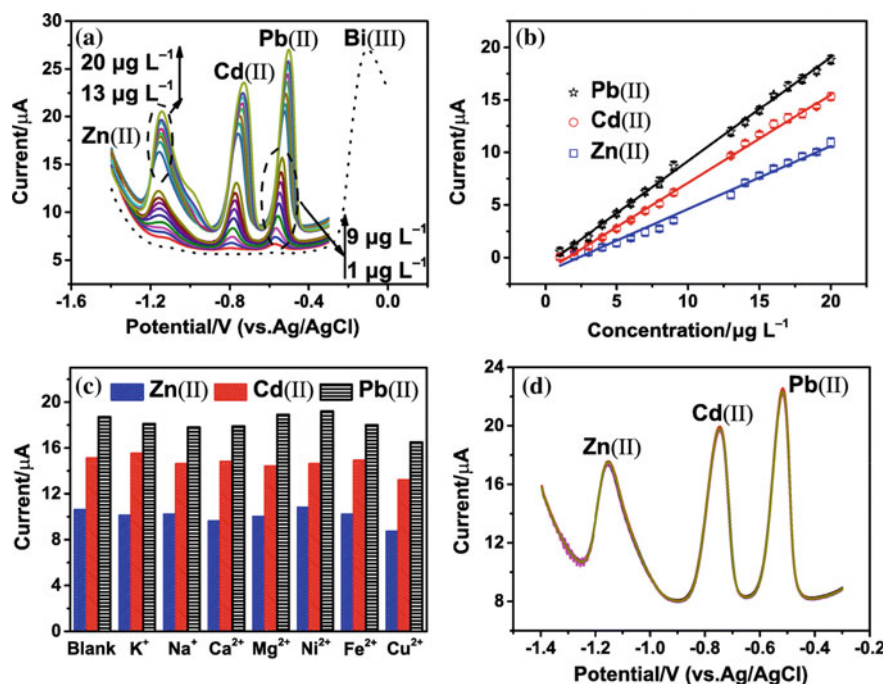 (a)
Pb(II)
Bi(III)
20 µg L⁻¹
13 µg L⁻¹
Cd(II)
Zn(II)
9 µg L⁻¹
1 µg L⁻¹
30
25
20
15
10
5
Current/µA
-1.6 -1.2 -0.8 -0.4 0.0
Potential/V (vs.Ag/AgCl)
(b)
Pb(II)
Cd(II)
Zn(II)
20
15
10
5
0
Current/µA
0 5 10 15 20
Concentration/µg L⁻¹
(c)
Zn(II) Cd(II) Pb(II)
24
20
16
12
8
4
0
Current/µA
Blank K⁺ Na⁺ Ca²⁺ Mg²⁺ Ni²⁺ Fe²⁺ Cu²⁺
(d)
Pb(II)
Cd(II)
Zn(II)
24
20
16
12
8
Current/µA
-1.4 -1.2 -1.0 -0.8 -0.6 -0.4 -0.2
Potential/V (vs.Ag/AgCl)